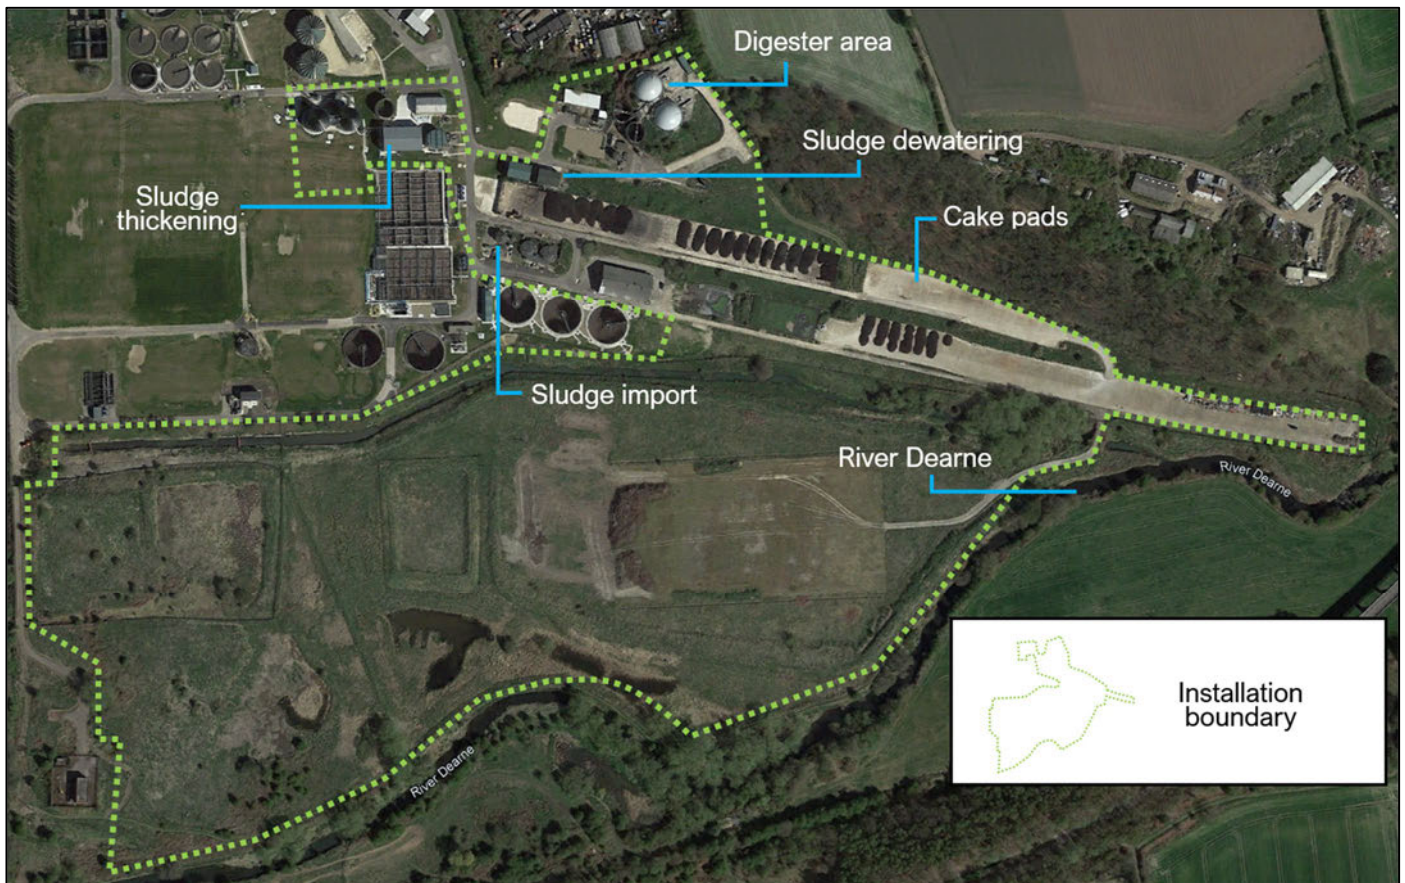 Digester area
Sludge dewatering
Sludge
thickening
Cake pads
Sludge import
River Dearne
River Dearne
Installation
boundary
River Dearne